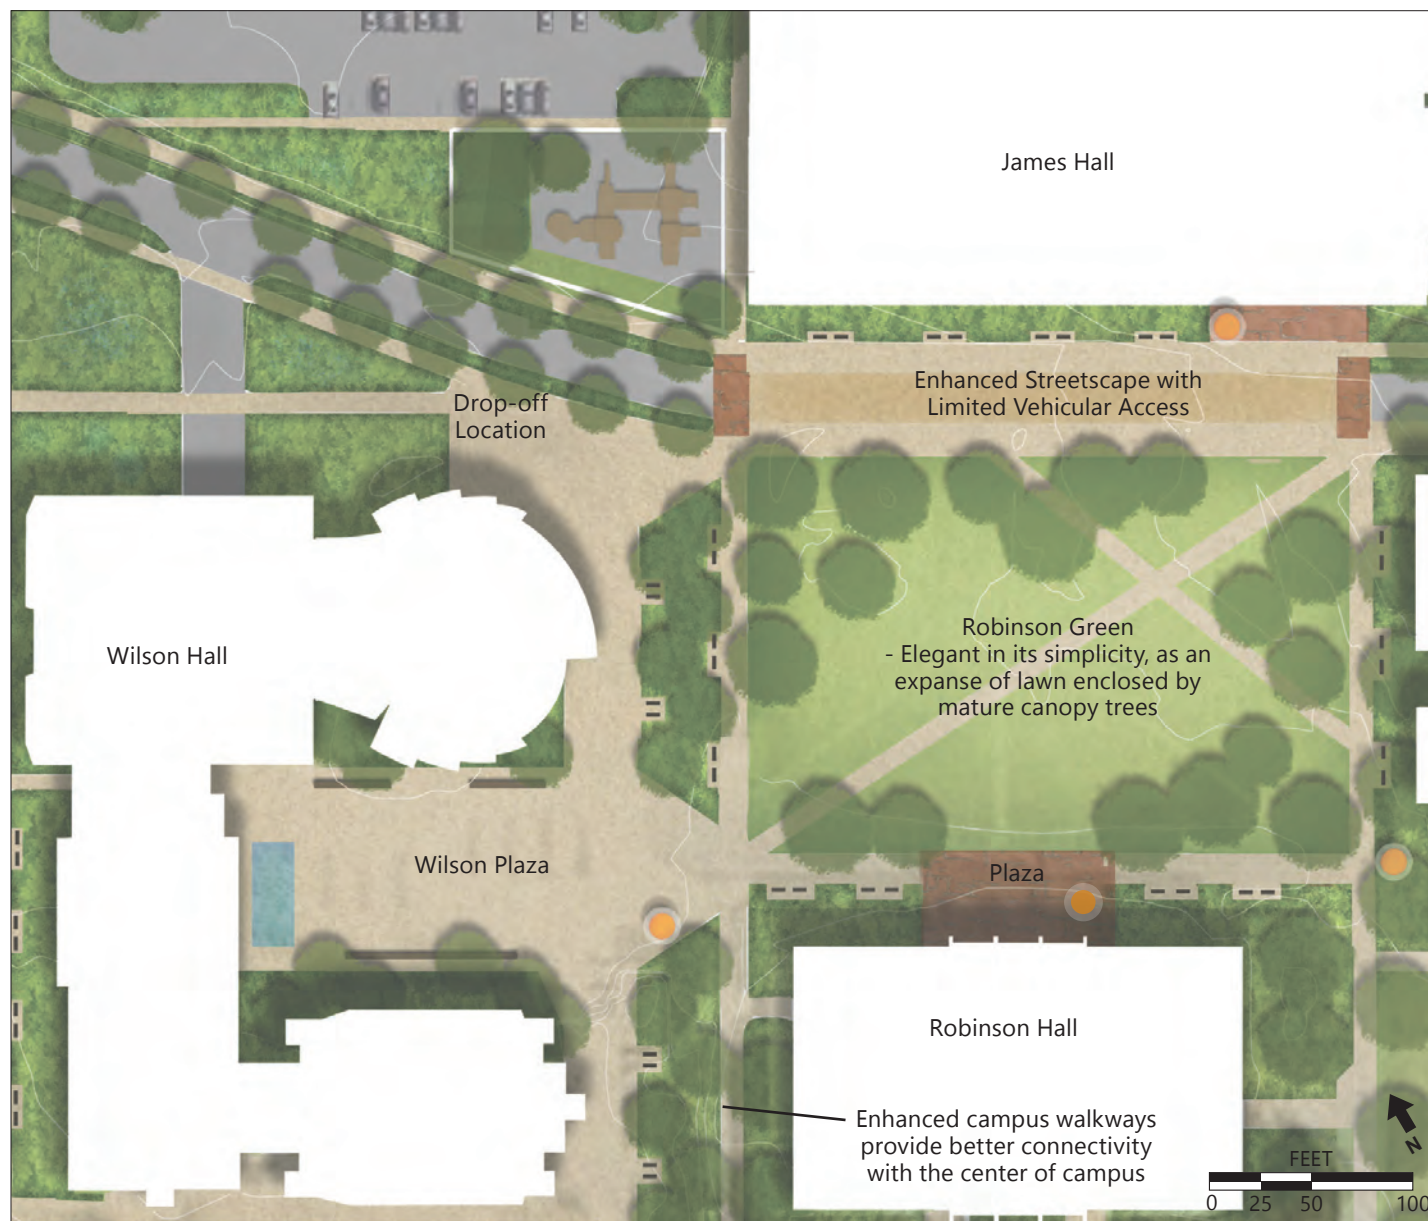 James Hall
Enhanced Streetscape with
Limited Vehicular Access
Drop-off
Location
Robinson Green
- Elegant in its simplicity, as an
expanse of lawn enclosed by
mature canopy trees
Wilson Hall
Wilson Plaza
Plaza
Robinson Hall
Enhanced campus walkways
provide better connectivity
with the center of campus
N
FEET
0 25 50 100